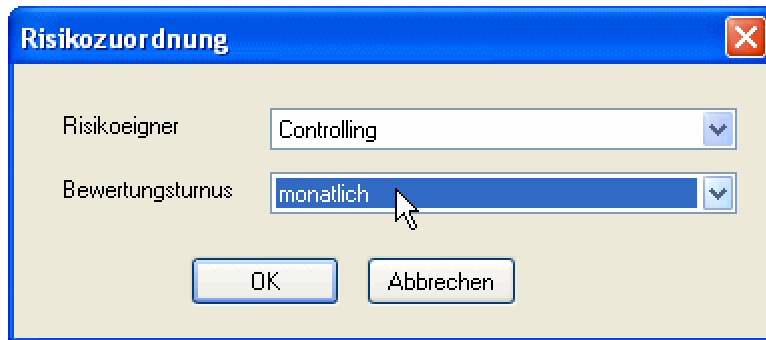 Risikozuordnung
Risikoeigner Controlling
Bewertungsturnus monatlich
OK Abbrechen